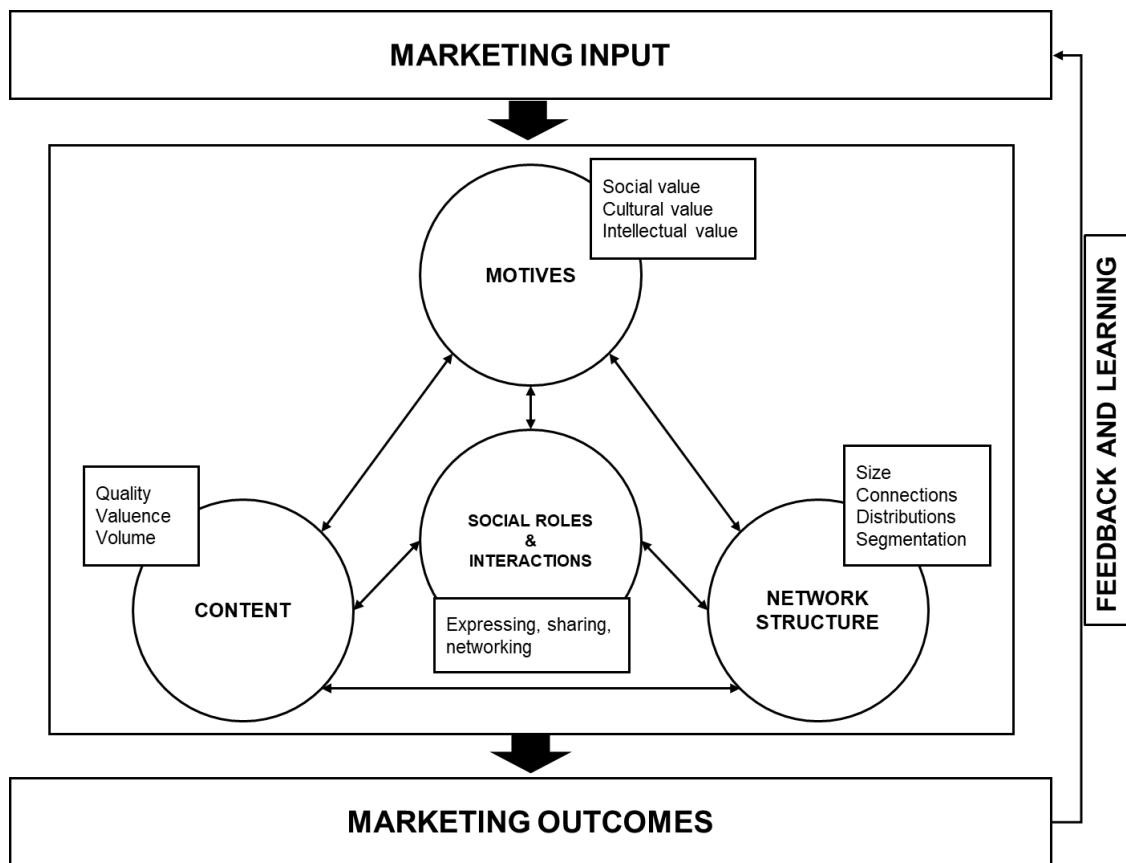 MARKETING INPUT
Social value
Cultural value
Intellectual value
MOTIVES
FEEDBACK AND LEARNING
Quality
Valuence
Volume
CONTENT
SOCIAL ROLES
&
INTERACTIONS
Expressing, sharing,
networking
Size
Connections
Distributions
Segmentation
NETWORK
STRUCTURE
MARKETING OUTCOMES